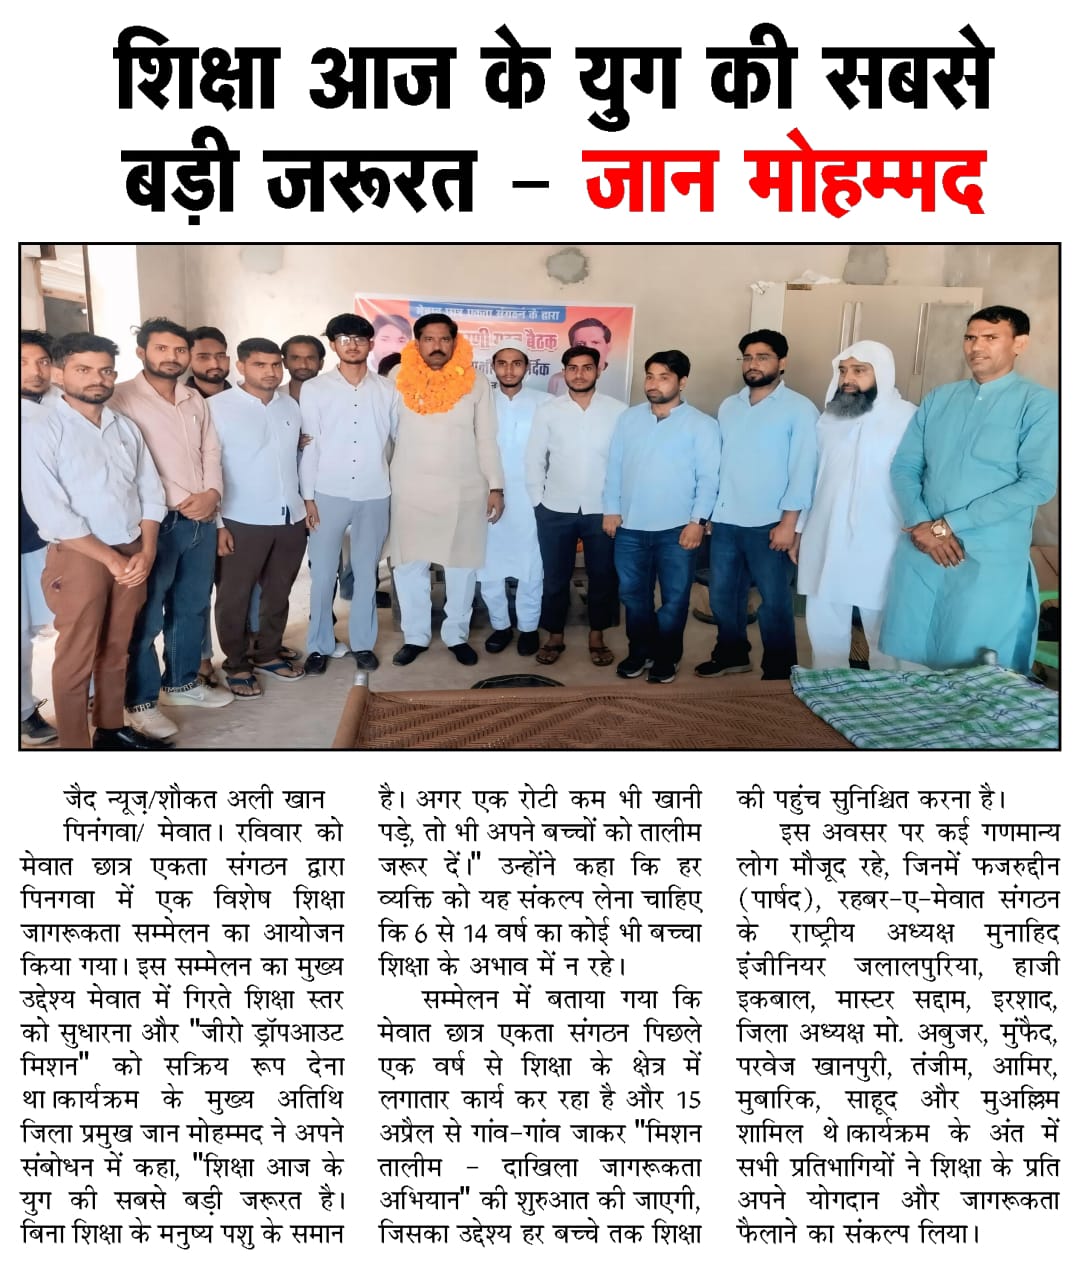 शिक्षा आज के युग की सबसे
बड़ी जरूरत - जान मोहम्मद
मेवात छात्र एकता संगठन के द्वारा
बैठक
जैद न्यूज़/शौकत अली खान
पिनंगवा/ मेवात। रविवार को
मेवात छात्र एकता संगठन द्वारा
पिनगवा में एक विशेष शिक्षा
जागरूकता सम्मेलन का आयोजन
किया गया। इस सम्मेलन का मुख्य
उद्देश्य मेवात में गिरते शिक्षा स्तर
को सुधारना और "जीरो ड्रॉपआउट
मिशन" को सक्रिय रूप देना
था।कार्यक्रम के मुख्य अतिथि
जिला प्रमुख जान मोहम्मद ने अपने
संबोधन में कहा, "शिक्षा आज के
युग की सबसे बड़ी जरूरत है।
बिना शिक्षा के मनुष्य पशु के समान
है। अगर एक रोटी कम भी खानी
पड़े, तो भी अपने बच्चों को तालीम
जरूर दें।" उन्होंने कहा कि हर
व्यक्ति को यह संकल्प लेना चाहिए
कि 6 से 14 वर्ष का कोई भी बच्चा
शिक्षा के अभाव में न रहे।
सम्मेलन में बताया गया कि
मेवात छात्र एकता संगठन पिछले
एक वर्ष से शिक्षा के क्षेत्र में
लगातार कार्य कर रहा है और 15
अप्रैल से गांव-गांव जाकर "मिशन
तालीम - दाखिला जागरूकता
अभियान" की शुरुआत की जाएगी,
जिसका उद्देश्य हर बच्चे तक शिक्षा
की पहुंच सुनिश्चित करना है।
इस अवसर पर कई गणमान्य
लोग मौजूद रहे, जिनमें फजरुद्दीन
(पार्षद), रहबर-ए-मेवात संगठन
के राष्ट्रीय अध्यक्ष मुनाहिद
इंजीनियर जलालपुरिया, हाजी
इकबाल, मास्टर सद्दाम, इरशाद,
जिला अध्यक्ष मो. अबुजर, मुंफैद,
परवेज खानपुरी, तंजीम, आमिर,
मुबारिक, साहूद और मुअल्लिम
शामिल थे।कार्यक्रम के अंत में
सभी प्रतिभागियों ने शिक्षा के प्रति
अपने योगदान और जागरूकता
फैलाने का संकल्प लिया।